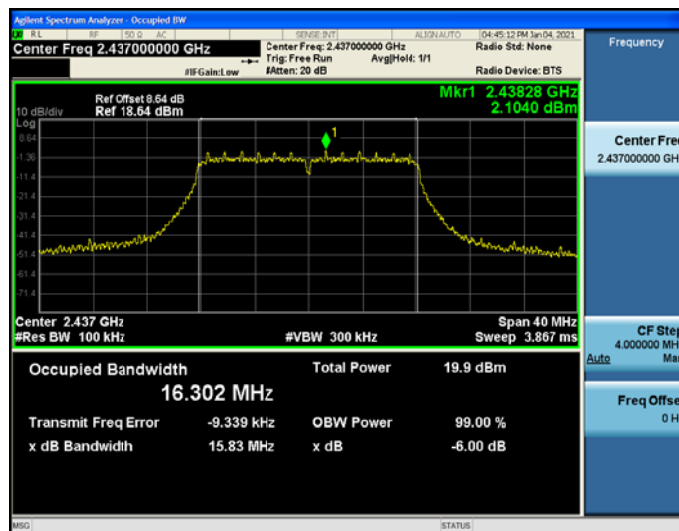 Agilent Spectrum Analyzer - Occupied BW
RL RF 50 Ω AC SENSE:INT ALIGN AUTO 04:45:12 PM Jan 04, 2021
Center Freq 2.437000000 GHz
Center Freq: 2.437000000 GHz
Radio Std: None
Trig: Free Run Avg|Hold: 1/1
#IFGain:Low
#Atten: 20 dB
Radio Device: BTS
Frequency
Ref Offset 8.64 dB
Mkr1 2.43828 GHz
10 dB/div Ref 18.64 dBm
2.1040 dBm
Log
8.64
1
-1.36
-11.4
-21.4
-31.4
-41.4
-51.4
-61.4
-71.4
Center Fre
2.437000000 GH
Center 2.437 GHz
Span 40 MHz
#Res BW 100 kHz
#VBW 300 kHz
Sweep 3.867 ms
CF Step
4.000000 MH
Auto Ma
Occupied Bandwidth
Total Power 19.9 dBm
16.302 MHz
Transmit Freq Error -9.339 kHz
OBW Power 99.00 %
x dB Bandwidth 15.83 MHz
x dB -6.00 dB
Freq Offse
0 H
MSG
STATUS